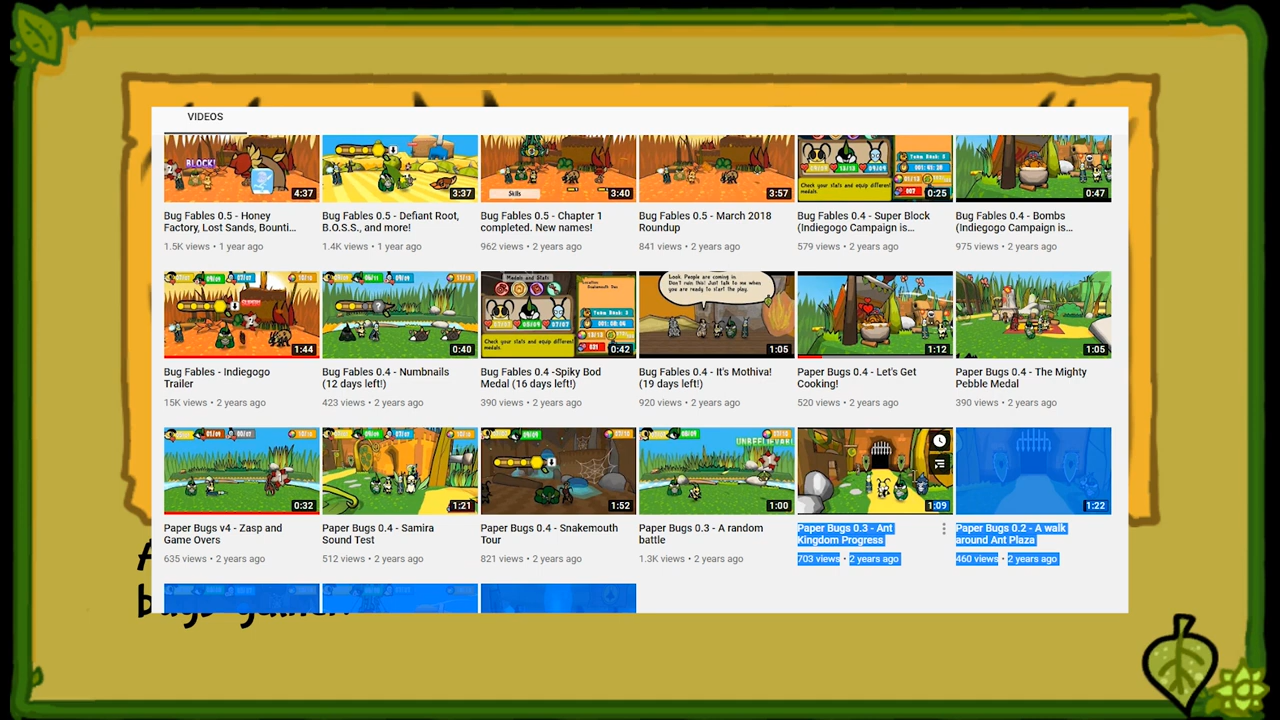 VIDEOS
BLOCK!
4:37
3:37
Skills
3:40
3:57
Check your stats and equip different
medals.
0:25
0:47
Bug Fables 0.5 - Honey
Factory, Lost Sands, Bounti...
1.5K views • 1 year ago
Bug Fables 0.5 - Defiant Root,
B.O.S.S., and more!
1.4K views • 1 year ago
Bug Fables 0.5 - Chapter 1
completed. New names!
962 views • 2 years ago
Bug Fables 0.5 - March 2018
Roundup
841 views • 2 years ago
Bug Fables 0.4 - Super Block
(Indiegogo Campaign is...
579 views • 2 years ago
Bug Fables 0.4 - Bombs
(Indiegogo Campaign is...
975 views • 2 years ago
1:44
0:40
Medals and Stats
Check your stats and equip different
medals.
0:42
Look. People are coming in.
Don't ruin this! Just talk to me when
you are ready to start the play.
1:05
1:12
1:05
Bug Fables - Indiegogo
Trailer
15K views • 2 years ago
Bug Fables 0.4 - Numbnails
(12 days left!)
423 views • 2 years ago
Bug Fables 0.4 -Spiky Bod
Medal (16 days left!)
390 views • 2 years ago
Bug Fables 0.4 - It's Mothiva!
(19 days left!)
920 views • 2 years ago
Paper Bugs 0.4 - Let's Get
Cooking!
520 views • 2 years ago
Paper Bugs 0.4 - The Mighty
Pebble Medal
390 views • 2 years ago
0:32
1:21
1:52
1:00
1:09
1:22
Paper Bugs v4 - Zasp and
Game Overs
635 views • 2 years ago
Paper Bugs 0.4 - Samira
Sound Test
512 views • 2 years ago
Paper Bugs 0.4 - Snakemouth
Tour
821 views • 2 years ago
Paper Bugs 0.3 - A random
battle
1.3K views • 2 years ago
Paper Bugs 0.3 - Ant
Kingdom Progress
703 views • 2 years ago
Paper Bugs 0.2 - A walk
around Ant Plaza
460 views • 2 years ago